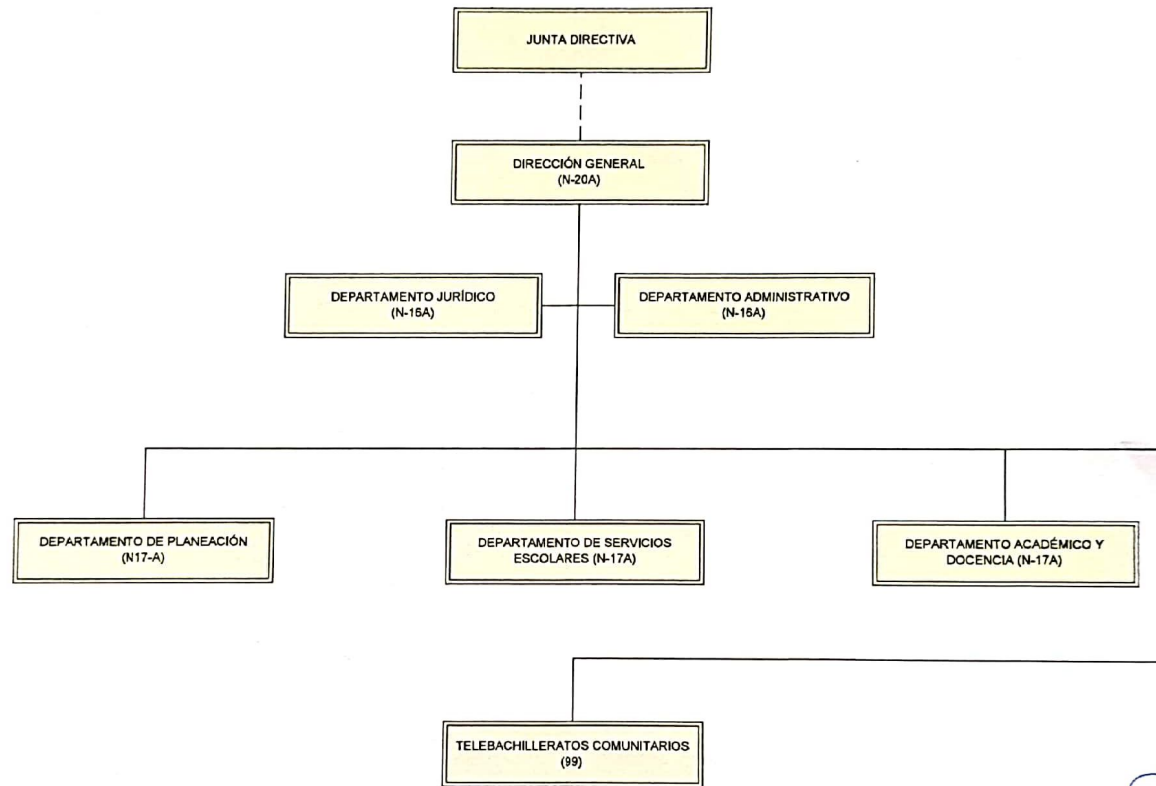 JUNTA DIRECTIVA
DIRECCIÓN GENERAL
(N-20A)
DEPARTAMENTO JURÍDICO
(N-16A)
DEPARTAMENTO ADMINISTRATIVO
(N-16A)
DEPARTAMENTO DE PLANEACIÓN
(N17-A)
DEPARTAMENTO DE SERVICIOS
ESCOLARES (N-17A)
DEPARTAMENTO ACADÉMICO Y
DOCENCIA (N-17A)
TELEBACHILLERATOS COMUNITARIOS
(99)